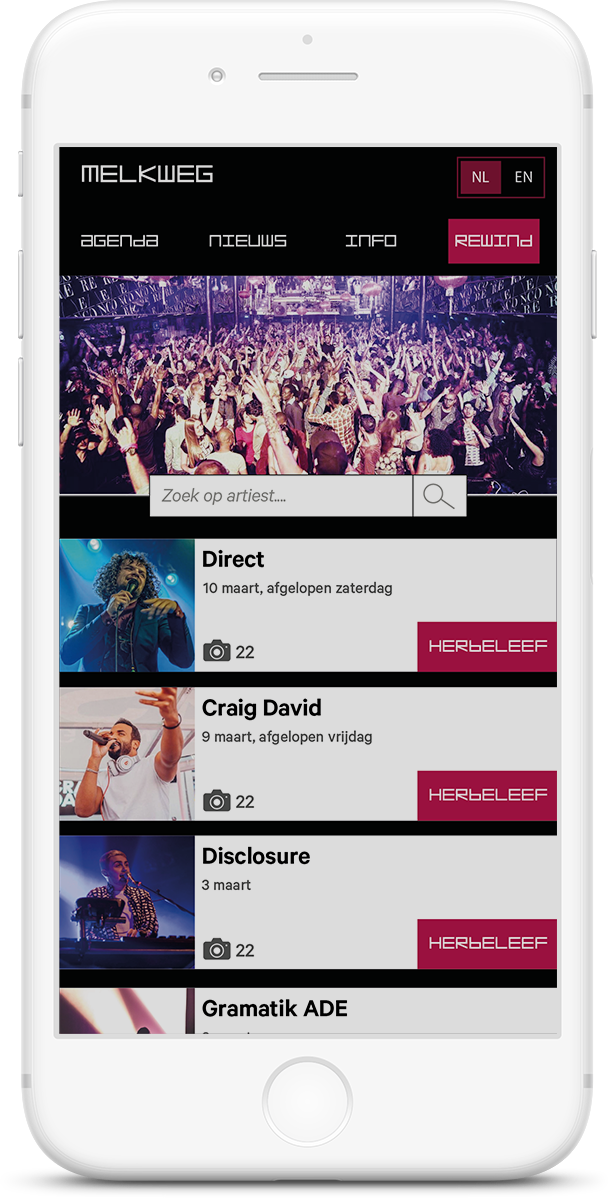 MELKWEG
NL EN
AGENDA NIEUWS INFO REWIND
Zoek op artiest....
Direct
10 maart, afgelopen zaterdag
22 HERBELEEF
Craig David
9 maart, afgelopen vrijdag
22 HERBELEEF
Disclosure
3 maart
22 HERBELEEF
Gramatik ADE